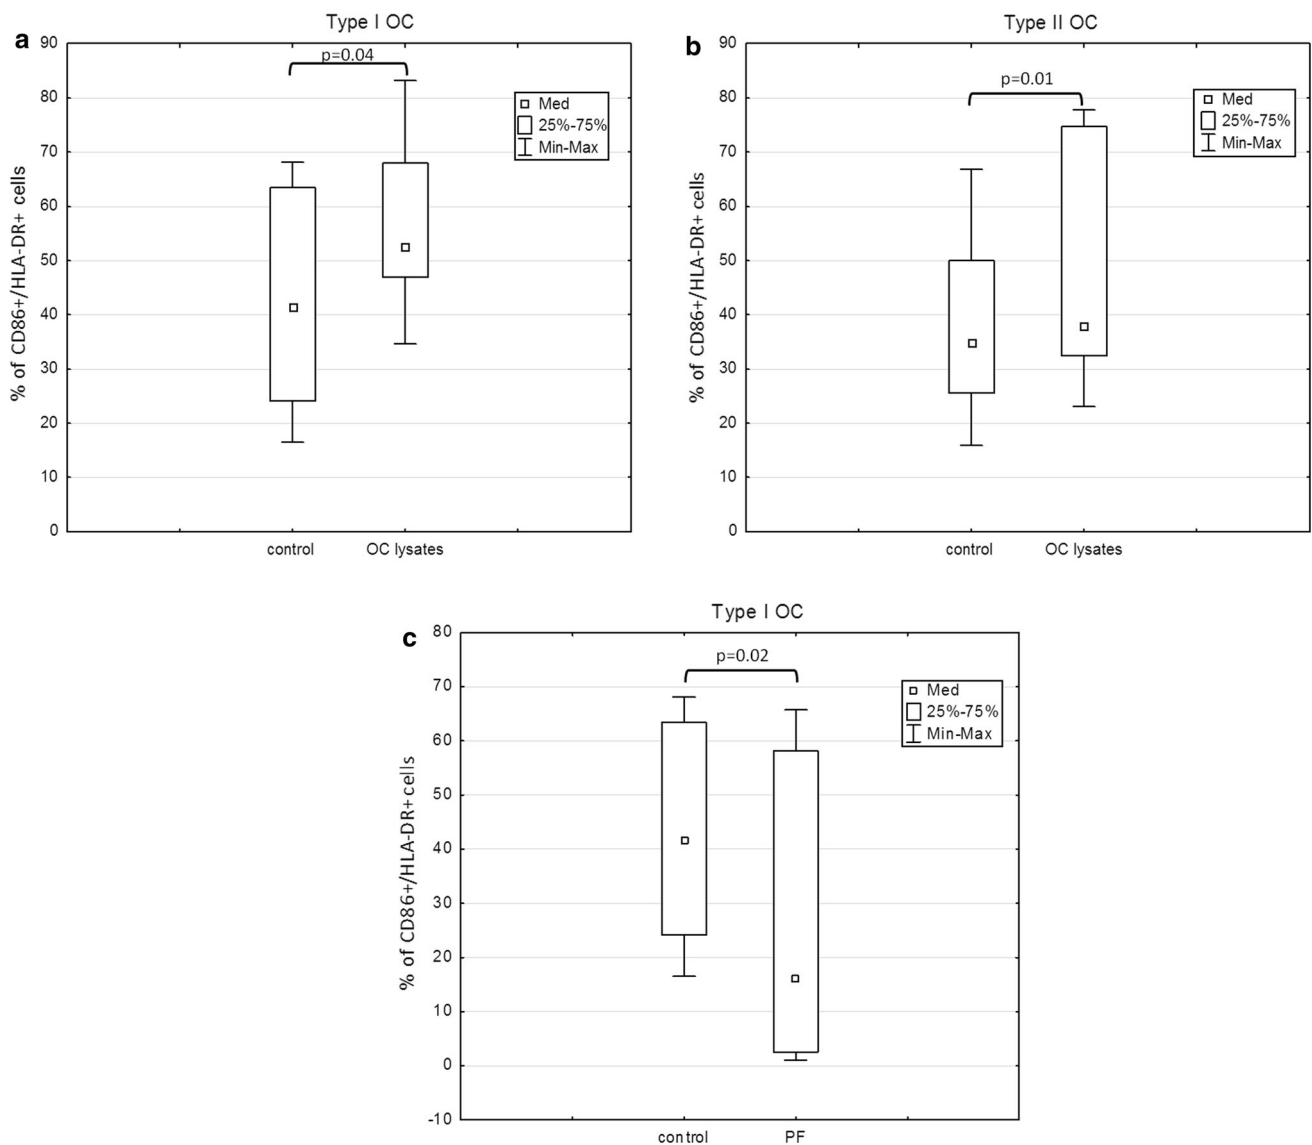 a
Type I OC
% of CD86+/HLA-DR+ cells
90
80
70
60
50
40
30
20
10
0
p=0.04
Med
25%-75%
Min-Max
control
OC lysates
b
Type II OC
% of CD86+/HLA-DR+ cells
90
80
70
60
50
40
30
20
10
0
p=0.01
Med
25%-75%
Min-Max
control
OC lysates
c
Type I OC
% of CD86+/HLA-DR+ cells
80
70
60
50
40
30
20
10
0
-10
p=0.02
Med
25%-75%
Min-Max
control
PF